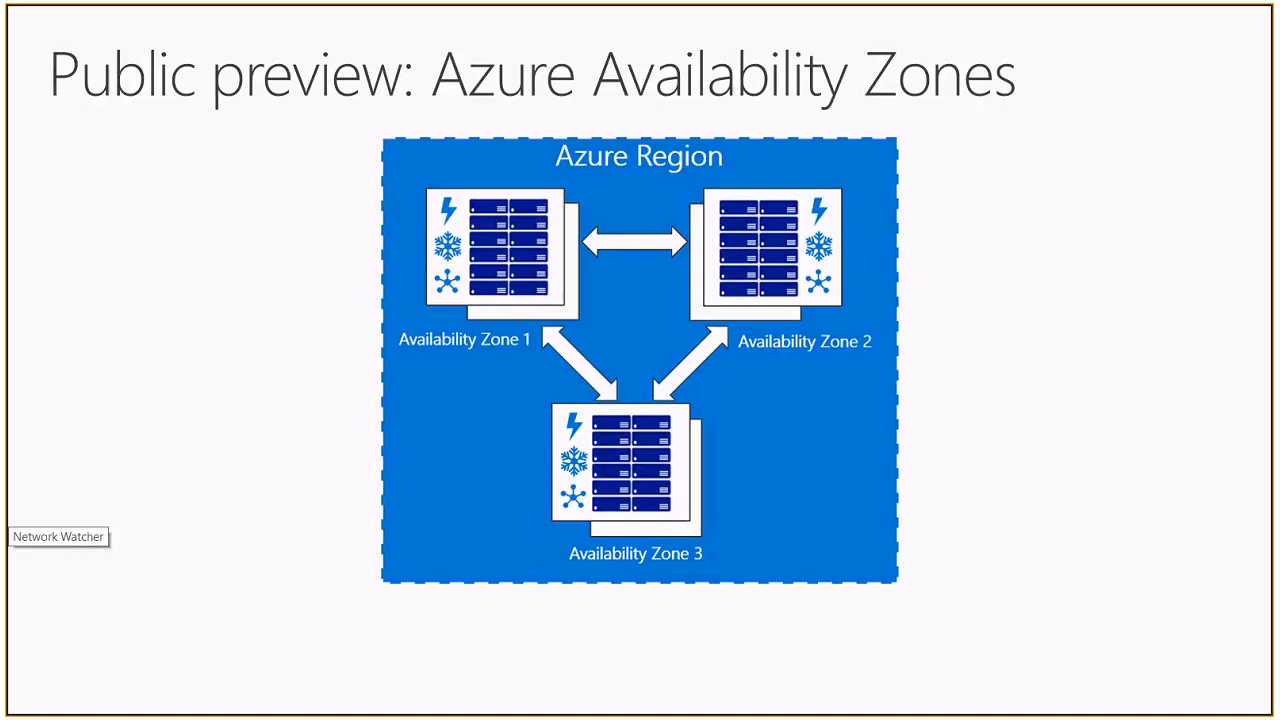 Public preview: Azure Availability Zones
Azure Region
Availability Zone 1
Availability Zone 2
Network Watcher
Availability Zone 3